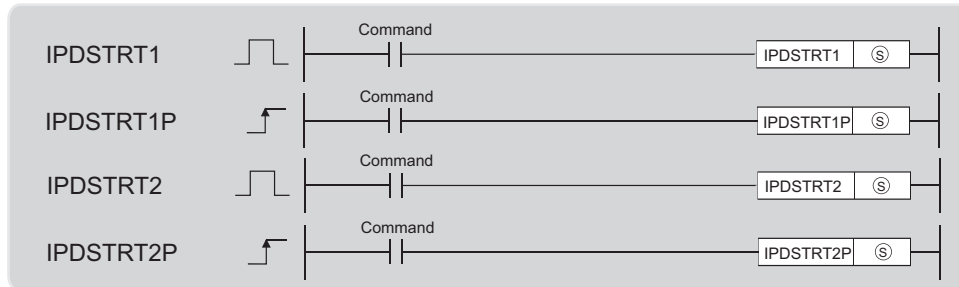 Command
IPDSTRT1 IPDSTRT1 Ⓢ
Command
IPDSTRT1P IPDSTRT1P Ⓢ
Command
IPDSTRT2 IPDSTRT2 Ⓢ
Command
IPDSTRT2P IPDSTRT2P Ⓢ